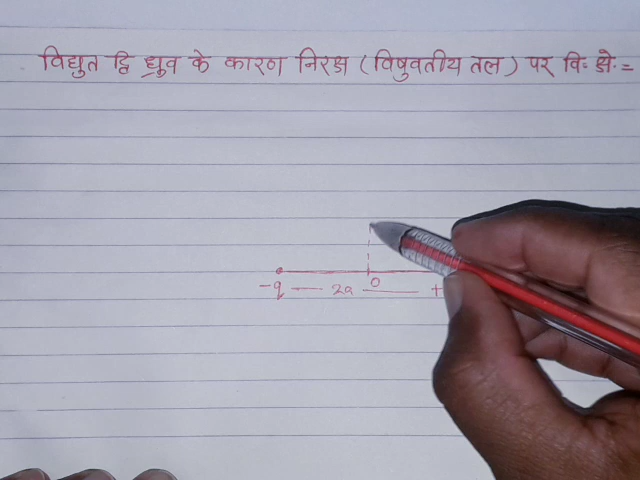 विद्युत द्वि ध्रुव के कारण निरक्ष (विषुवतीय तल) पर वि॰ क्षे॰ =
O
-q — 2a — +